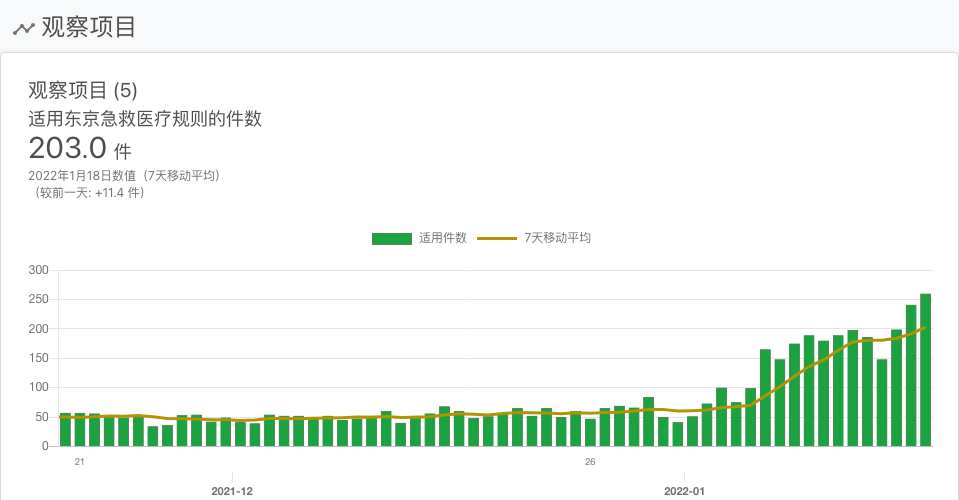 观察项目
观察项目 (5)
适用东京急救医疗规则的件数
203.0 件
2022年1月18日数值（7天移动平均）
（较前一天: +11.4 件）
适用件数 7天移动平均
300
250
200
150
100
50
0
21 26
2021-12 2022-01